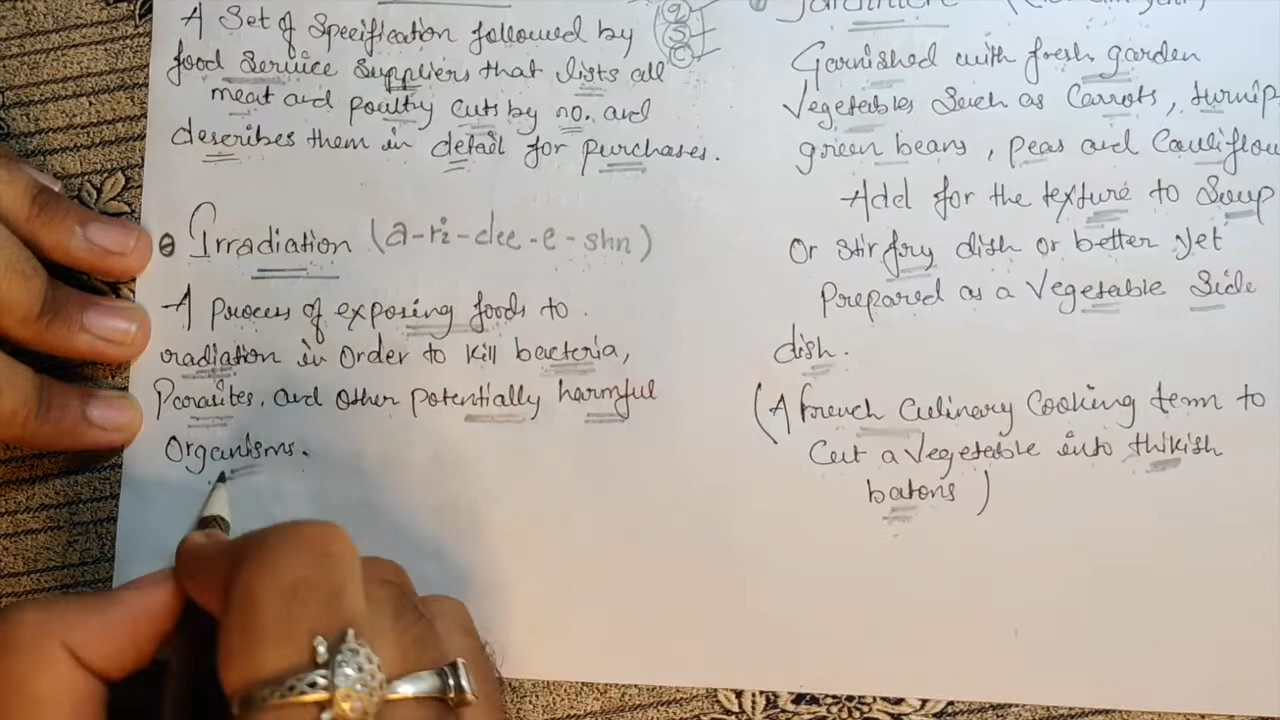 A Set of Specification followed by
food Service Suppliers that lists all
meat and poultry cuts by no. and
describes them in detail for purchases.
Irradiation (a-ri-dee-e-shn)
A Process of exposing foods to
radiation in Order to kill bacteria,
Parasites, and other potentially harmful
Organisms.
Garnished with fresh garden
Vegetables Such as Carrots, turnip
green beans, peas and Cauliflow
Add for the texture to Soup
Or stir fry dish or better yet
Prepared as a Vegetable Side
dish.
(A french Culinary Cooking term to
Cut a Vegetable into thikish
batons)